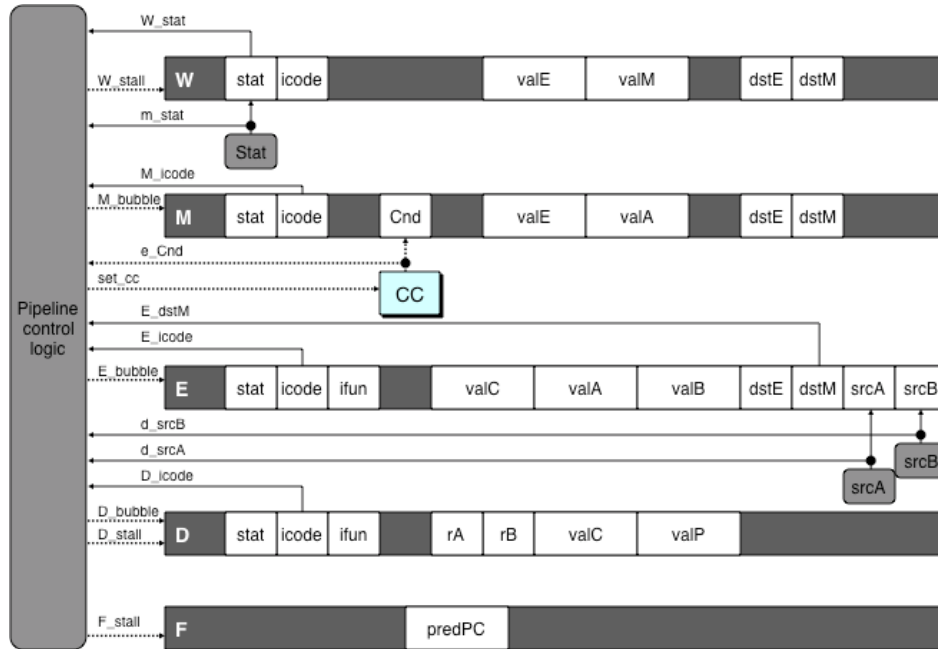 W_stat
W_stall
W stat icode valE valM dstE dstM
m_stat
Stat
M_icode
M_bubble
M stat icode Cnd valE valA dstE dstM
e_Cnd
set_cc
CC
Pipeline
control
logic
E_dstM
E_icode
E_bubble
E stat icode ifun valC valA valB dstE dstM srcA srcB
d_srcB
d_srcA
srcB
srcA
D_icode
D_bubble
D_stall
D stat icode ifun rA rB valC valP
F_stall
F predPC